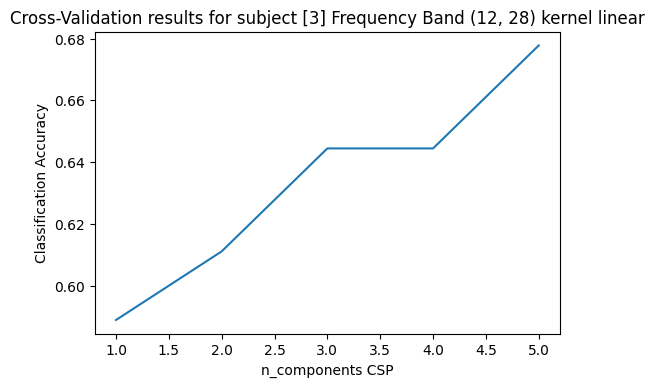 Cross-Validation results for subject [3] Frequency Band (12, 28) kernel linear
0.68
0.66
0.64
0.62
0.60
Classification Accuracy
1.0 1.5 2.0 2.5 3.0 3.5 4.0 4.5 5.0
n_components CSP